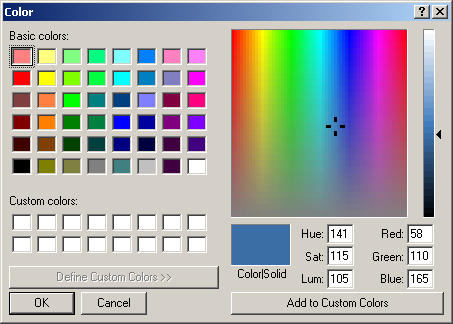 Color
Basic colors:
Custom colors:
Define Custom Colors >>
OK
Cancel
Hue: 141
Sat: 115
Lum: 105
Red: 58
Green: 110
Blue: 165
Color|Solid
Add to Custom Colors